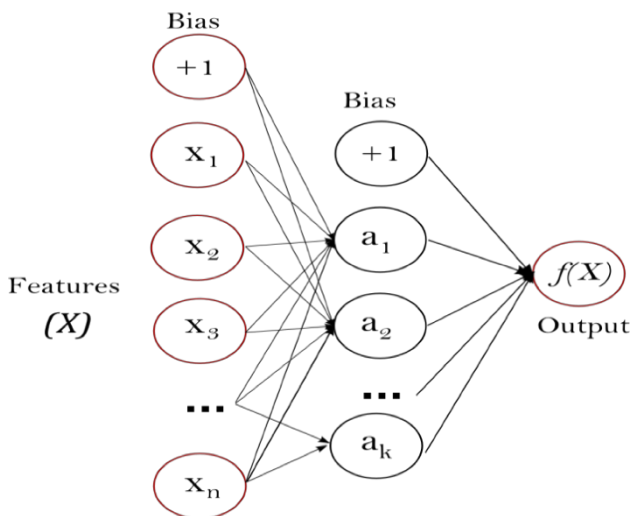 Bias
+1
x₁
x₂
x₃
...
xₙ
Features
(X)
Bias
+1
a₁
a₂
...
aₖ
f(X)
Output